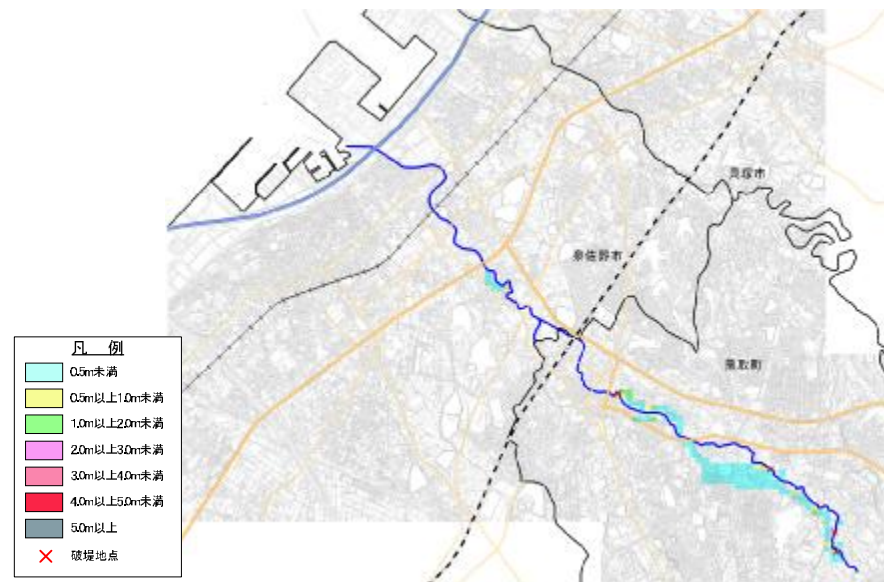 貝塚市
泉佐野市
熊取町
凡 例
0.5m未満
0.5m以上1.0m未満
1.0m以上2.0m未満
2.0m以上3.0m未満
3.0m以上4.0m未満
4.0m以上5.0m未満
5.0m以上
破堤地点